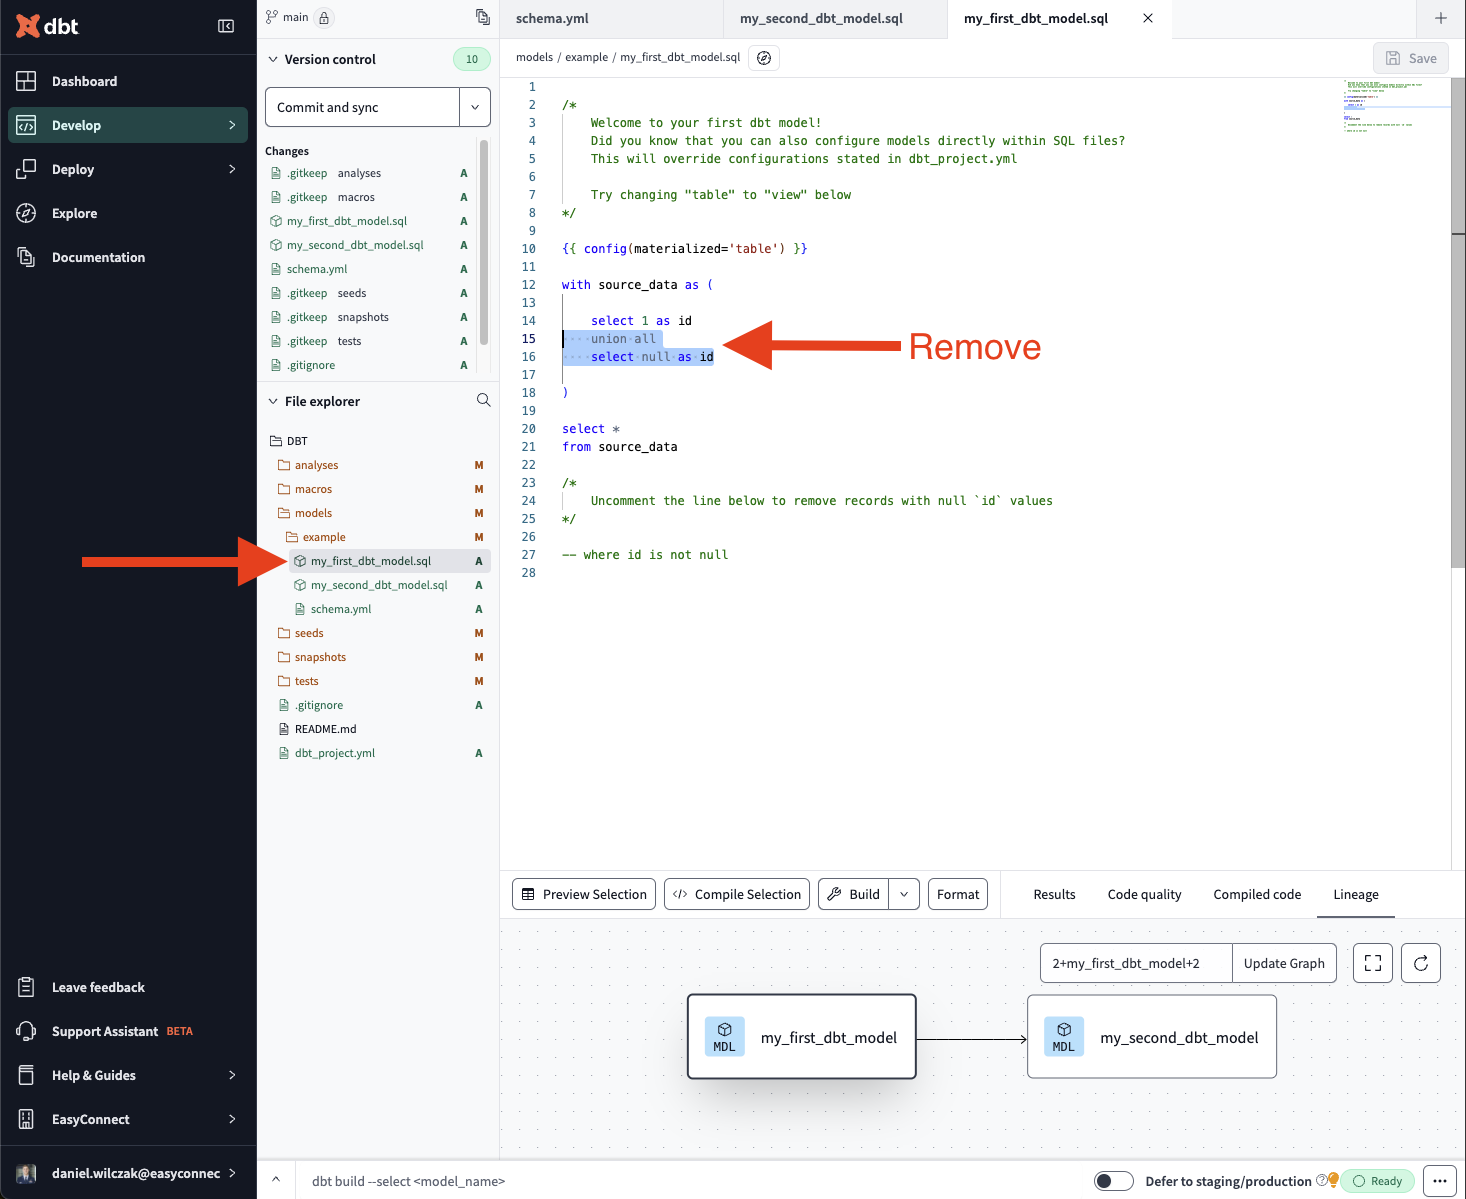 dbt
Dashboard
Develop
Deploy
Explore
Documentation
Leave feedback
Support Assistant BETA
Help & Guides
EasyConnect
daniel.wilczak@easyconnec
main
Version control
10
Commit and sync
Changes
.gitkeep analyses A
.gitkeep macros A
my_first_dbt_model.sql A
my_second_dbt_model.sql A
schema.yml A
.gitkeep seeds A
.gitkeep snapshots A
.gitkeep tests A
.gitignore A
File explorer
DBT
analyses M
macros M
models M
example M
my_first_dbt_model.sql A
my_second_dbt_model.sql A
schema.yml A
seeds M
snapshots M
tests M
.gitignore A
README.md
dbt_project.yml A
schema.yml
my_second_dbt_model.sql
my_first_dbt_model.sql
models / example / my_first_dbt_model.sql
Save
1
2 /*
3 Welcome to your first dbt model!
4 Did you know that you can also configure models directly within SQL files?
5 This will override configurations stated in dbt_project.yml
6
7 Try changing "table" to "view" below
8 */
9
10 {{ config(materialized='table') }}
11
12 with source_data as (
13
14 select 1 as id
15 union all
16 select null as id
17
18 )
19
20 select *
21 from source_data
22
23 /*
24 Uncomment the line below to remove records with null `id` values
25 */
26
27 -- where id is not null
28
Remove
Preview Selection
Compile Selection
Build
Format
Results
Code quality
Compiled code
Lineage
2+my_first_dbt_model+2
Update Graph
MDL
my_first_dbt_model
MDL
my_second_dbt_model
dbt build --select <model_name>
Defer to staging/production
Ready